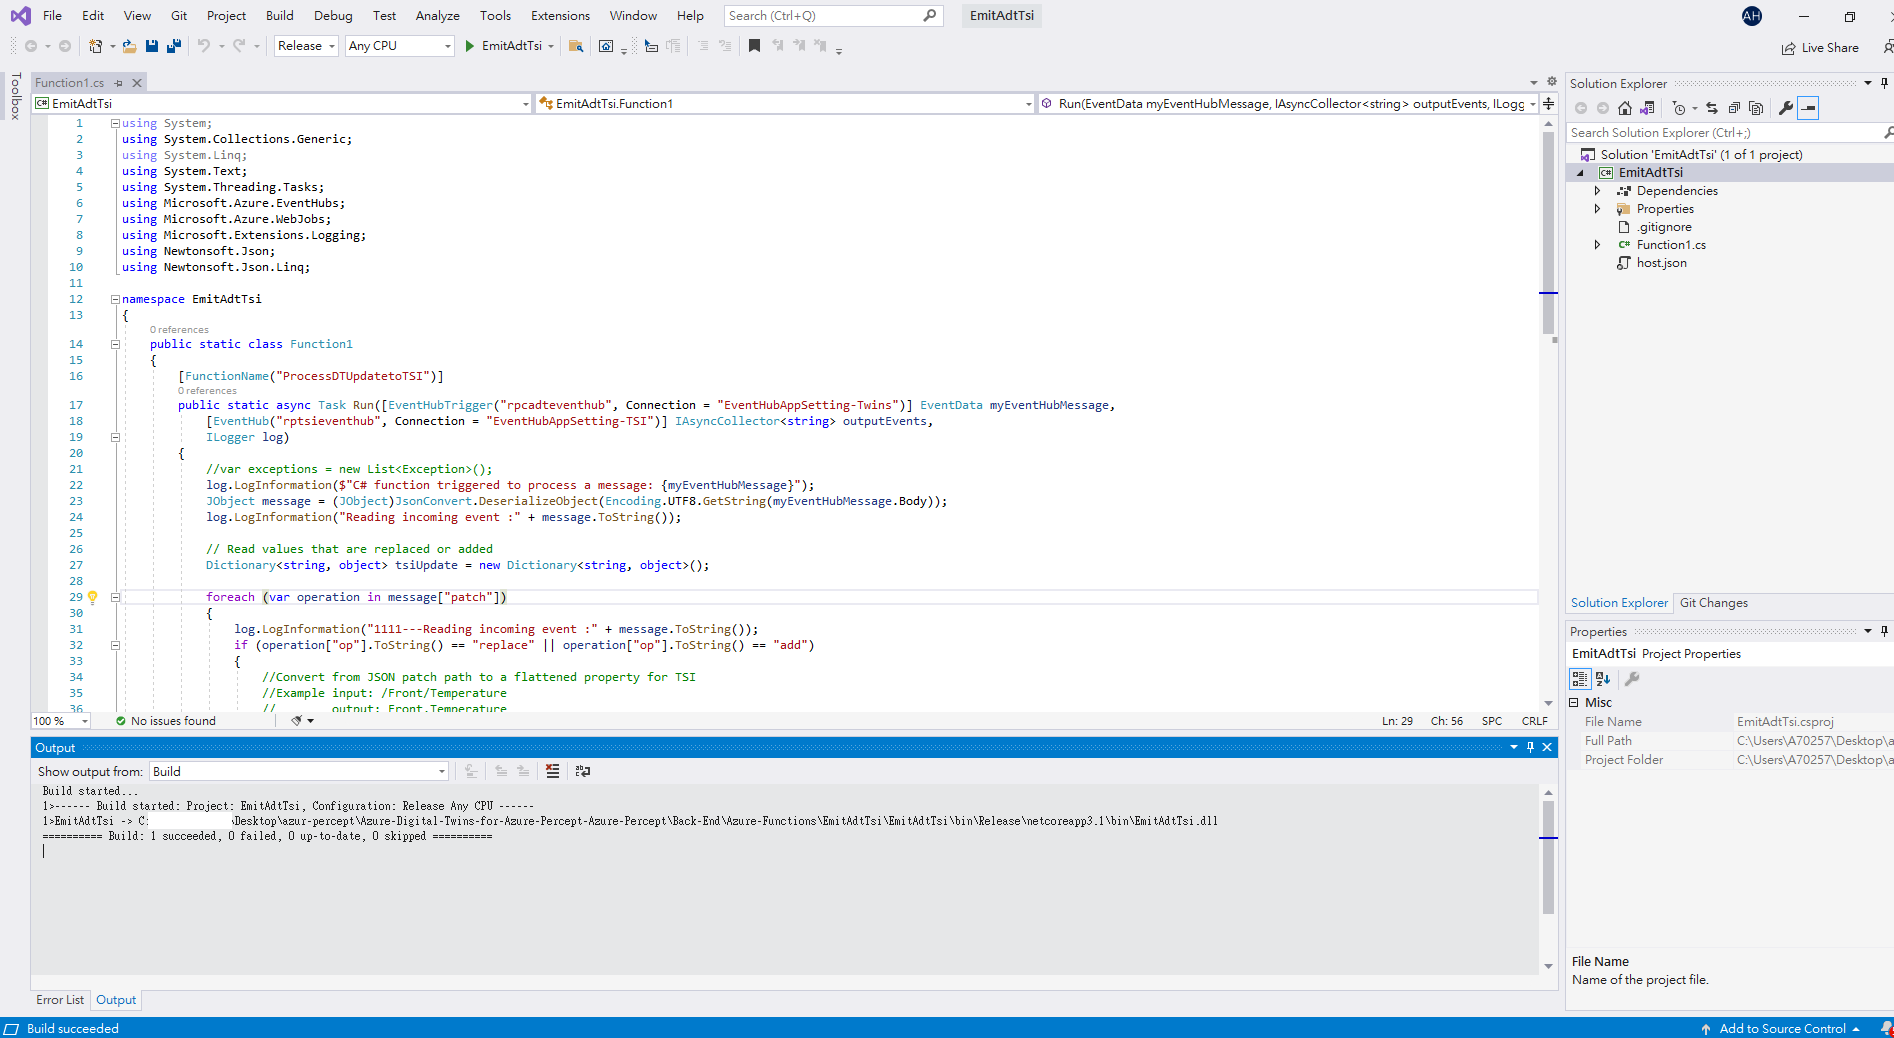 File Edit View Git Project Build Debug Test Analyze Tools Extensions Window Help Search (Ctrl+Q) EmitAdtTsi AH
Release Any CPU EmitAdtTsi Live Share
Toolbox
Function1.cs
C# EmitAdtTsi EmitAdtTsi.Function1 Run(EventData myEventHubMessage, IAsyncCollector<string> outputEvents, ILogg
1 using System;
2 using System.Collections.Generic;
3 using System.Linq;
4 using System.Text;
5 using System.Threading.Tasks;
6 using Microsoft.Azure.EventHubs;
7 using Microsoft.Azure.WebJobs;
8 using Microsoft.Extensions.Logging;
9 using Newtonsoft.Json;
10 using Newtonsoft.Json.Linq;
11
12 namespace EmitAdtTsi
13 {
0 references
14 public static class Function1
15 {
16 [FunctionName("ProcessDTUpdatetoTSI")]
0 references
17 public static async Task Run([EventHubTrigger("rpcadteventhub", Connection = "EventHubAppSetting-Twins")] EventData myEventHubMessage,
18 [EventHub("rptsieventhub", Connection = "EventHubAppSetting-TSI")] IAsyncCollector<string> outputEvents,
19 ILogger log)
20 {
21 //var exceptions = new List<Exception>();
22 log.LogInformation($"C# function triggered to process a message: {myEventHubMessage}");
23 JObject message = (JObject)JsonConvert.DeserializeObject(Encoding.UTF8.GetString(myEventHubMessage.Body));
24 log.LogInformation("Reading incoming event :" + message.ToString());
25
26 // Read values that are replaced or added
27 Dictionary<string, object> tsiUpdate = new Dictionary<string, object>();
28
29 foreach (var operation in message["patch"])
30 {
31 log.LogInformation("1111---Reading incoming event :" + message.ToString());
32 if (operation["op"].ToString() == "replace" || operation["op"].ToString() == "add")
33 {
34 //Convert from JSON patch path to a flattened property for TSI
35 //Example input: /Front/Temperature
36 // output: Front.Temperature
100 % No issues found Ln: 29 Ch: 56 SPC CRLF
Output
Show output from: Build
Build started...
1>------ Build started: Project: EmitAdtTsi, Configuration: Release Any CPU ------
1>EmitAdtTsi -> C: \Desktop\azur-percept\Azure-Digital-Twins-for-Azure-Percept-Azure-Percept\Back-End\Azure-Functions\EmitAdtTsi\EmitAdtTsi\bin\Release\netcoreapp3.1\bin\EmitAdtTsi.dll
========== Build: 1 succeeded, 0 failed, 0 up-to-date, 0 skipped ==========
Error List Output
Solution Explorer
Search Solution Explorer (Ctrl+;)
Solution 'EmitAdtTsi' (1 of 1 project)
C# EmitAdtTsi
Dependencies
Properties
.gitignore
C# Function1.cs
host.json
Solution Explorer Git Changes
Properties
EmitAdtTsi Project Properties
Misc
File Name EmitAdtTsi.csproj
Full Path C:\Users\A70257\Desktop\a
Project Folder C:\Users\A70257\Desktop\a
File Name
Name of the project file.
Build succeeded Add to Source Control